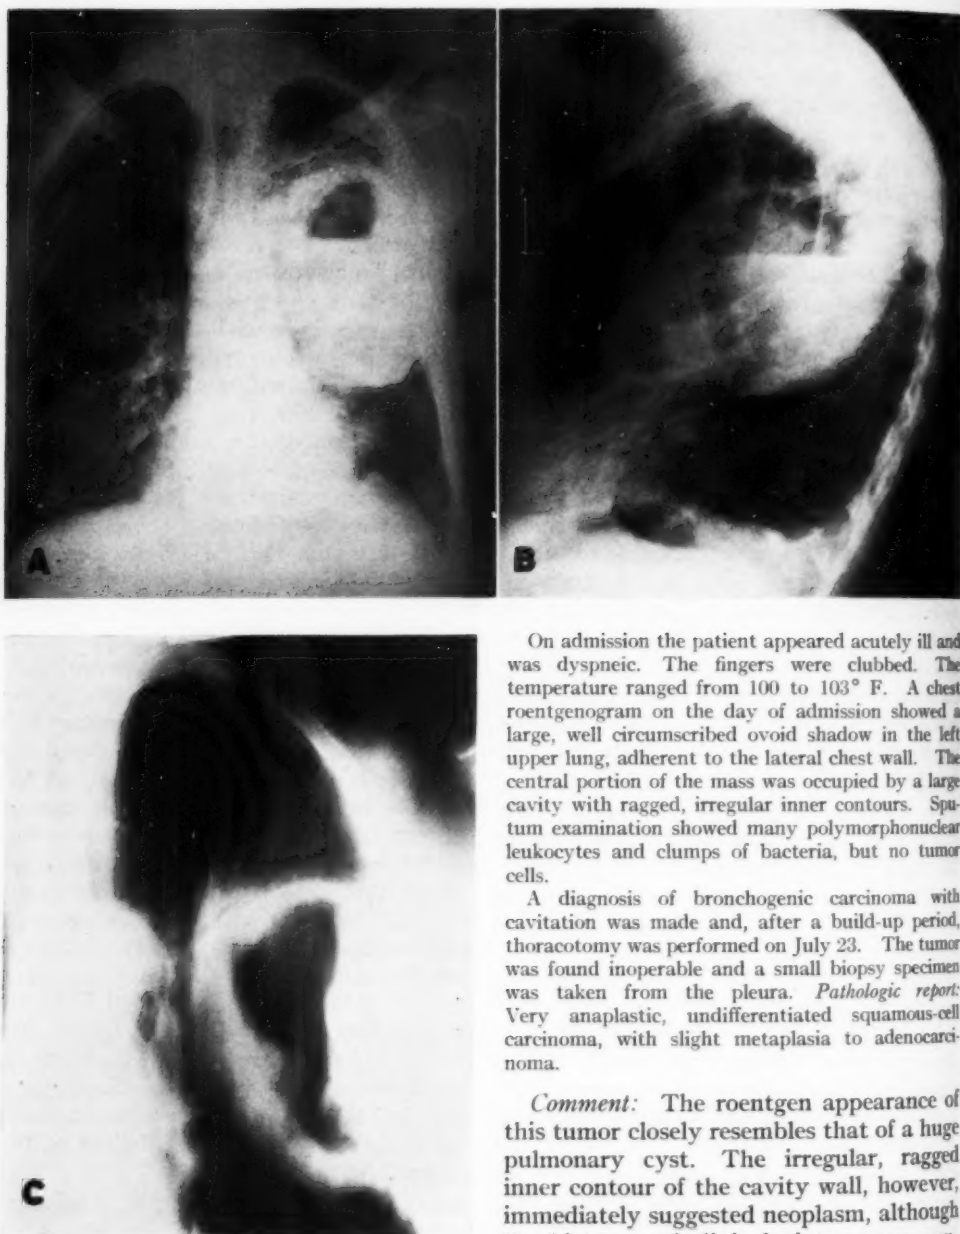 A
B
On admission the patient appeared acutely ill and
was dyspneic. The fingers were clubbed. The
temperature ranged from 100 to 103° F. A chest
roentgenogram on the day of admission showed a
large, well circumscribed ovoid shadow in the left
upper lung, adherent to the lateral chest wall. The
central portion of the mass was occupied by a large
cavity with ragged, irregular inner contours. Spu-
tum examination showed many polymorphonuclear
leukocytes and clumps of bacteria, but no tumor
cells.
A diagnosis of bronchogenic carcinoma with
cavitation was made and, after a build-up period,
thoracotomy was performed on July 23. The tumor
was found inoperable and a small biopsy specimen
was taken from the pleura. Pathologic report:
Very anaplastic, undifferentiated squamous-cell
carcinoma, with slight metaplasia to adenocarci-
noma.
Comment: The roentgen appearance of
this tumor closely resembles that of a huge
pulmonary cyst. The irregular, ragged
inner contour of the cavity wall, however,
immediately suggested neoplasm, although
C